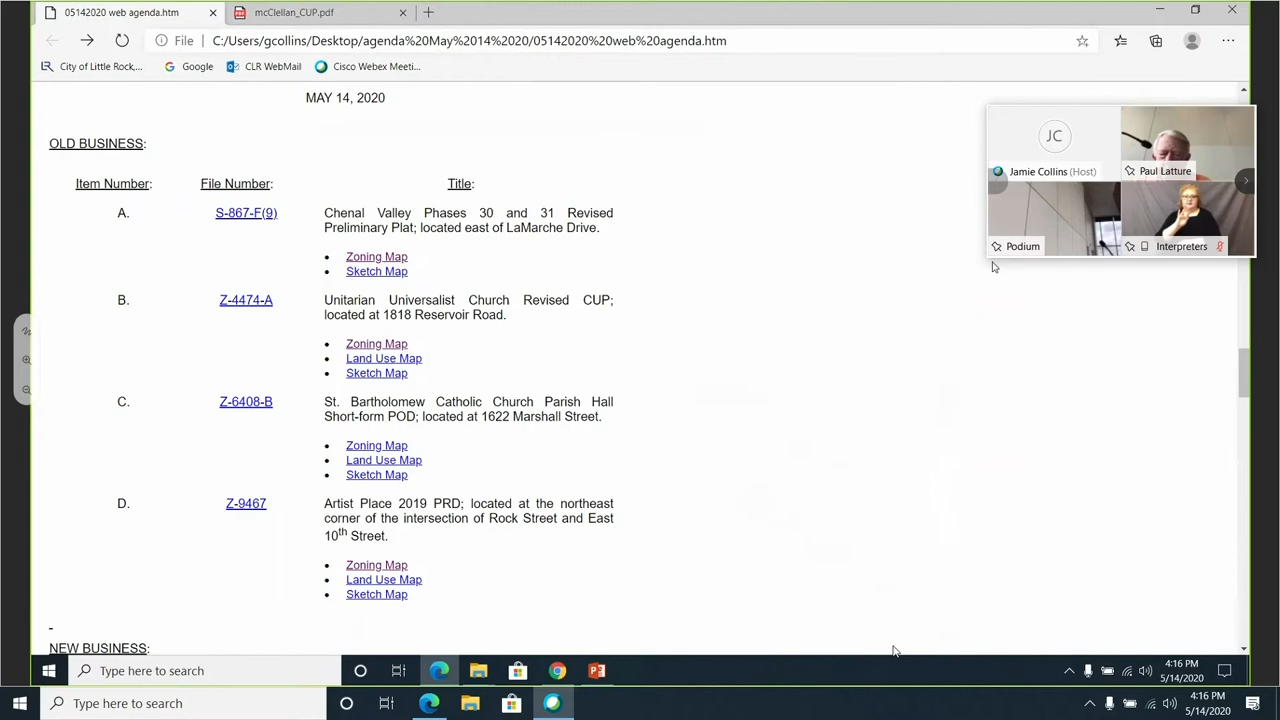 05142020 web agenda.htm
mcClellan_CUP.pdf
File C:/Users/gcollins/Desktop/agenda%20May%2014%2020/05142020%20web%20agenda.htm
City of Little Rock,... Google CLR WebMail Cisco Webex Meeti...
MAY 14, 2020
OLD BUSINESS:
Item Number: File Number: Title:
A. S-867-F(9) Chenal Valley Phases 30 and 31 Revised
Preliminary Plat; located east of LaMarche Drive.
• Zoning Map
• Sketch Map
B. Z-4474-A Unitarian Universalist Church Revised CUP;
located at 1818 Reservoir Road.
• Zoning Map
• Land Use Map
• Sketch Map
C. Z-6408-B St. Bartholomew Catholic Church Parish Hall
Short-form POD; located at 1622 Marshall Street.
• Zoning Map
• Land Use Map
• Sketch Map
D. Z-9467 Artist Place 2019 PRD; located at the northeast
corner of the intersection of Rock Street and East
10th Street.
• Zoning Map
• Land Use Map
• Sketch Map
-
NEW BUSINESS:
JC
Jamie Collins (Host)
Paul Latture
Podium
Interpreters
Type here to search
4:16 PM
5/14/2020
Type here to search
4:16 PM
5/14/2020